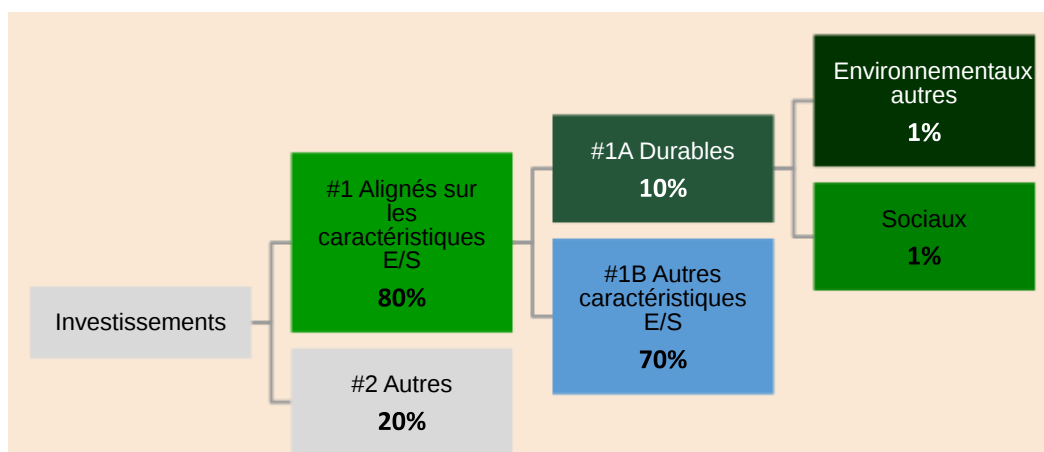 Investissements
#1 Alignés sur
les
caractéristiques
E/S
80%
#2 Autres
20%
#1A Durables
10%
#1B Autres
caractéristiques
E/S
70%
Environnementaux
autres
1%
Sociaux
1%